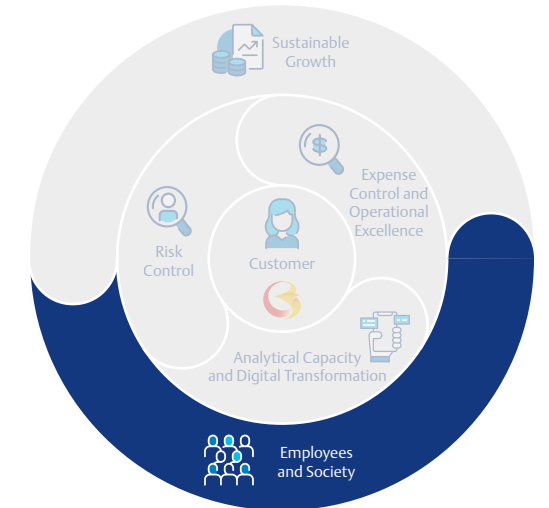 Sustainable
Growth
Expense
Control and
Operational
Excellence
Risk
Control
Customer
Analytical Capacity
and Digital Transformation
Employees
and Society